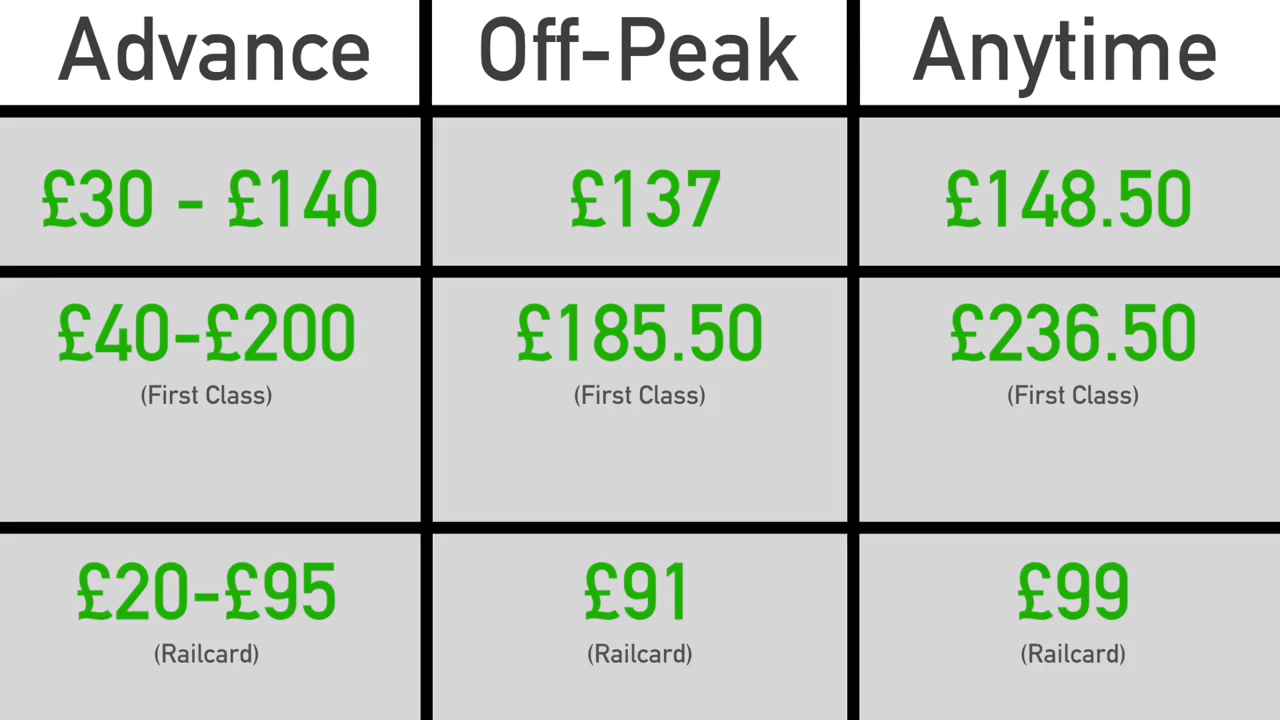 Advance Off-Peak Anytime
£30 - £140 £137 £148.50
£40-£200 £185.50 £236.50
(First Class) (First Class) (First Class)
£20-£95 £91 £99
(Railcard) (Railcard) (Railcard)